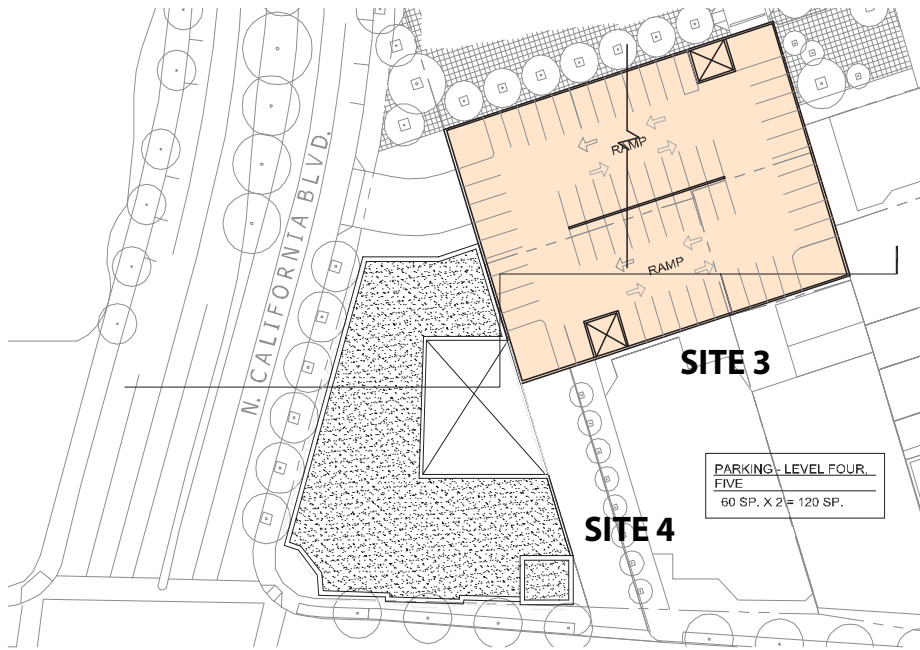 N. CALIFORNIA BLVD.
RAMP
RAMP
SITE 3
PARKING - LEVEL FOUR,
FIVE
60 SP. X 2 = 120 SP.
SITE 4